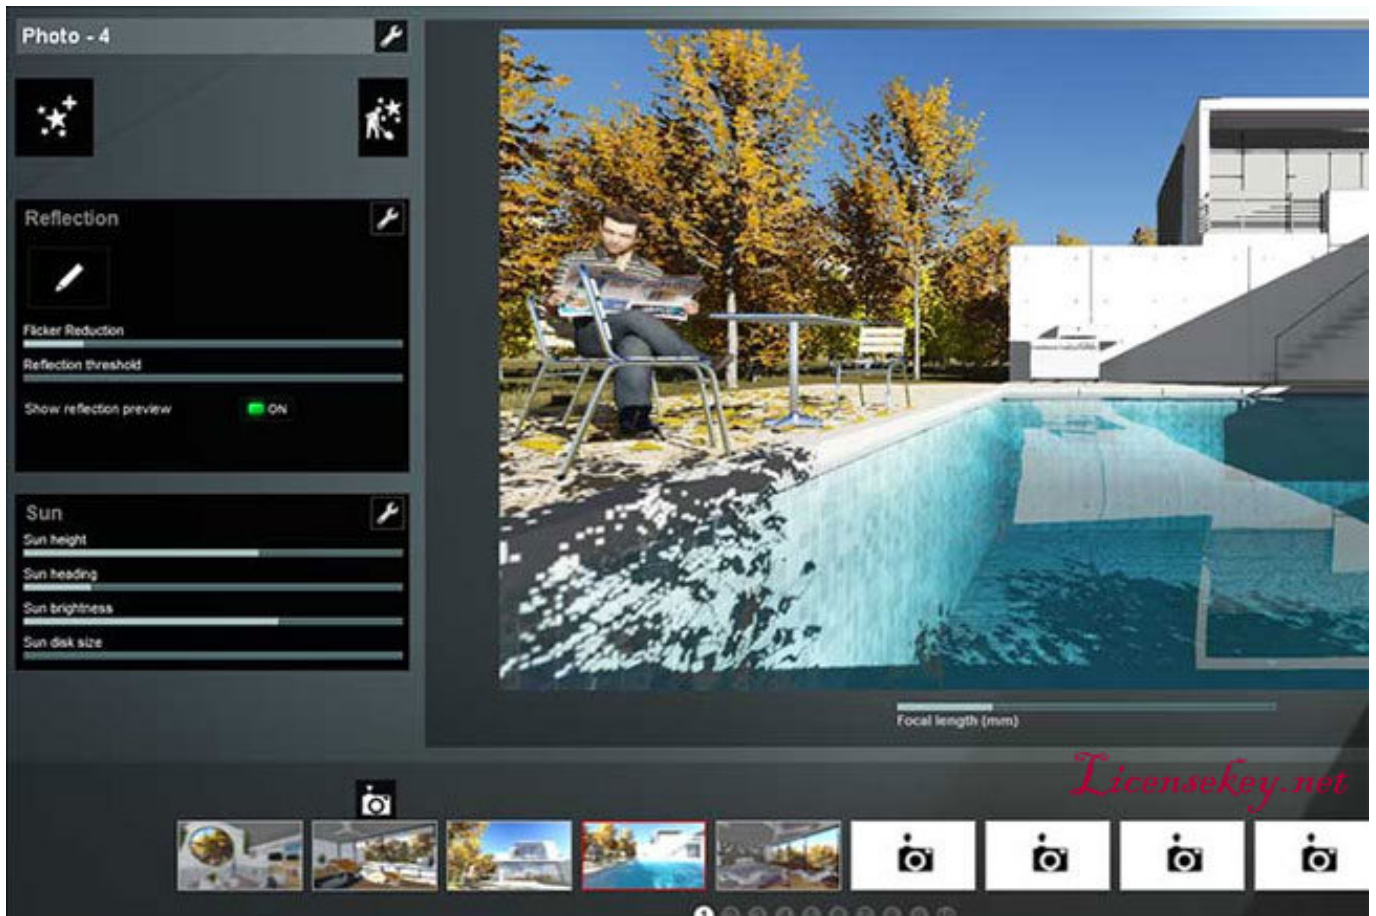 Photo - 4
Reflection
Flicker Reduction
Reflection threshold
Show reflection preview ON
Sun
Sun height
Sun heading
Sun brightness
Sun disk size
Focal length (mm)
Licensekey.net